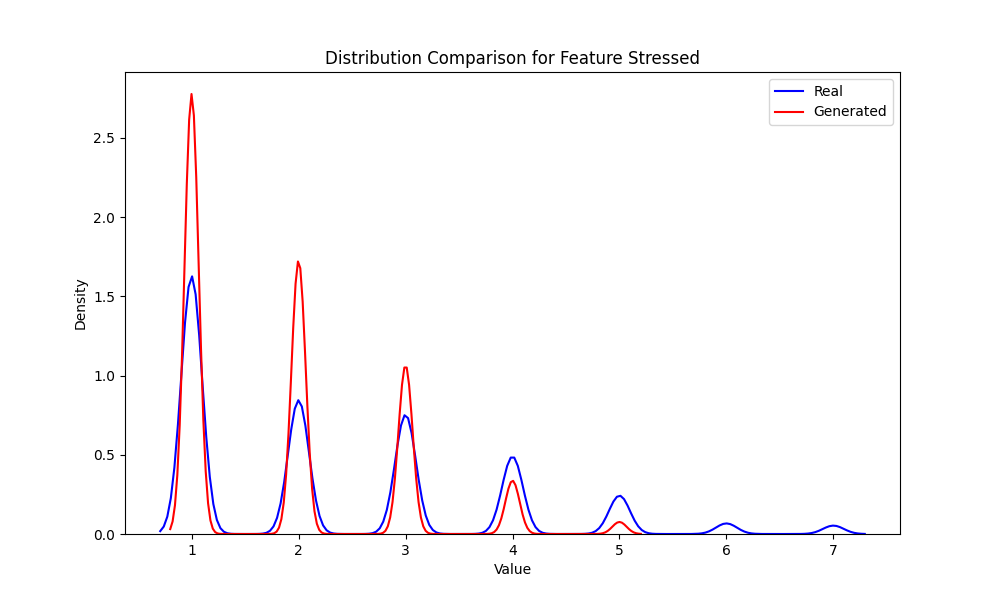 Distribution Comparison for Feature Stressed
Real
Generated
Density
2.5
2.0
1.5
1.0
0.5
0.0
1 2 3 4 5 6 7
Value